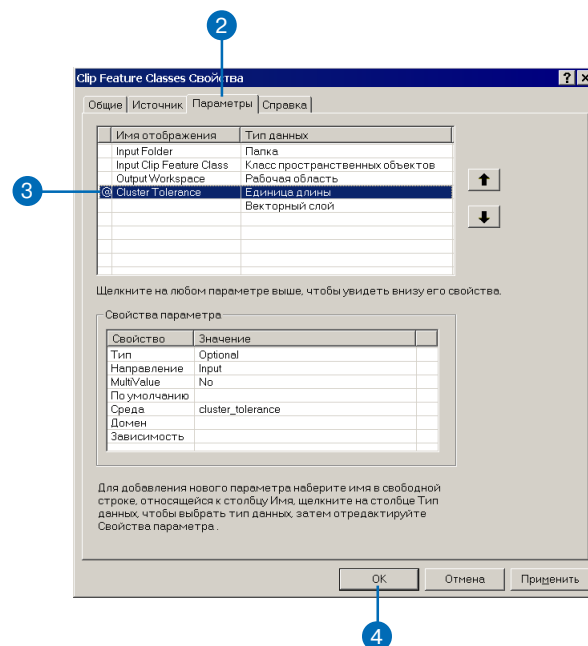 2
Clip Feature Classes Свойства
Общие Источник Параметры Справка
Имя отображения Тип данных
Input Folder Папка
Input Clip Feature Class Класс пространственных объектов
Output Workspace Рабочая область
3 @ Cluster Tolerance Единица длины
Векторный слой
Щелкните на любом параметре выше, чтобы увидеть внизу его свойства.
Свойства параметра
Свойство Значение
Тип Optional
Направление Input
MultiValue No
По умолчанию
Среда cluster_tolerance
Домен
Зависимость
Для добавления нового параметра наберите имя в свободной
строке, относящейся к столбцу Имя, щелкните на столбце Тип
данных, чтобы выбрать тип данных, затем отредактируйте
Свойства параметра.
OK Отмена Применить
4